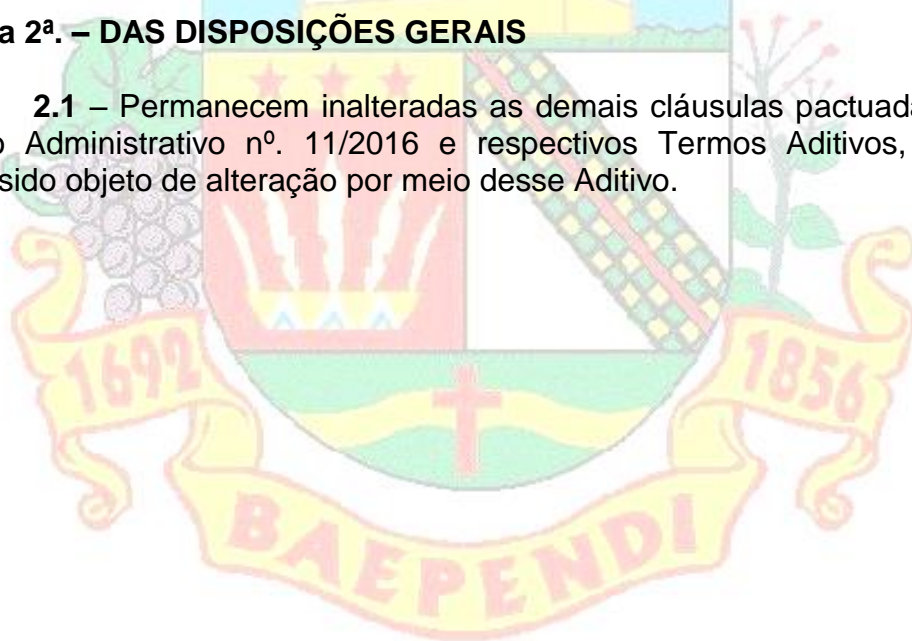 a 2ª. – DAS DISPOSIÇÕES GERAIS
2.1 – Permanecem inalteradas as demais cláusulas pactuada
o Administrativo nº. 11/2016 e respectivos Termos Aditivos,
sido objeto de alteração por meio desse Aditivo.
1692
1856
BAEPENDI